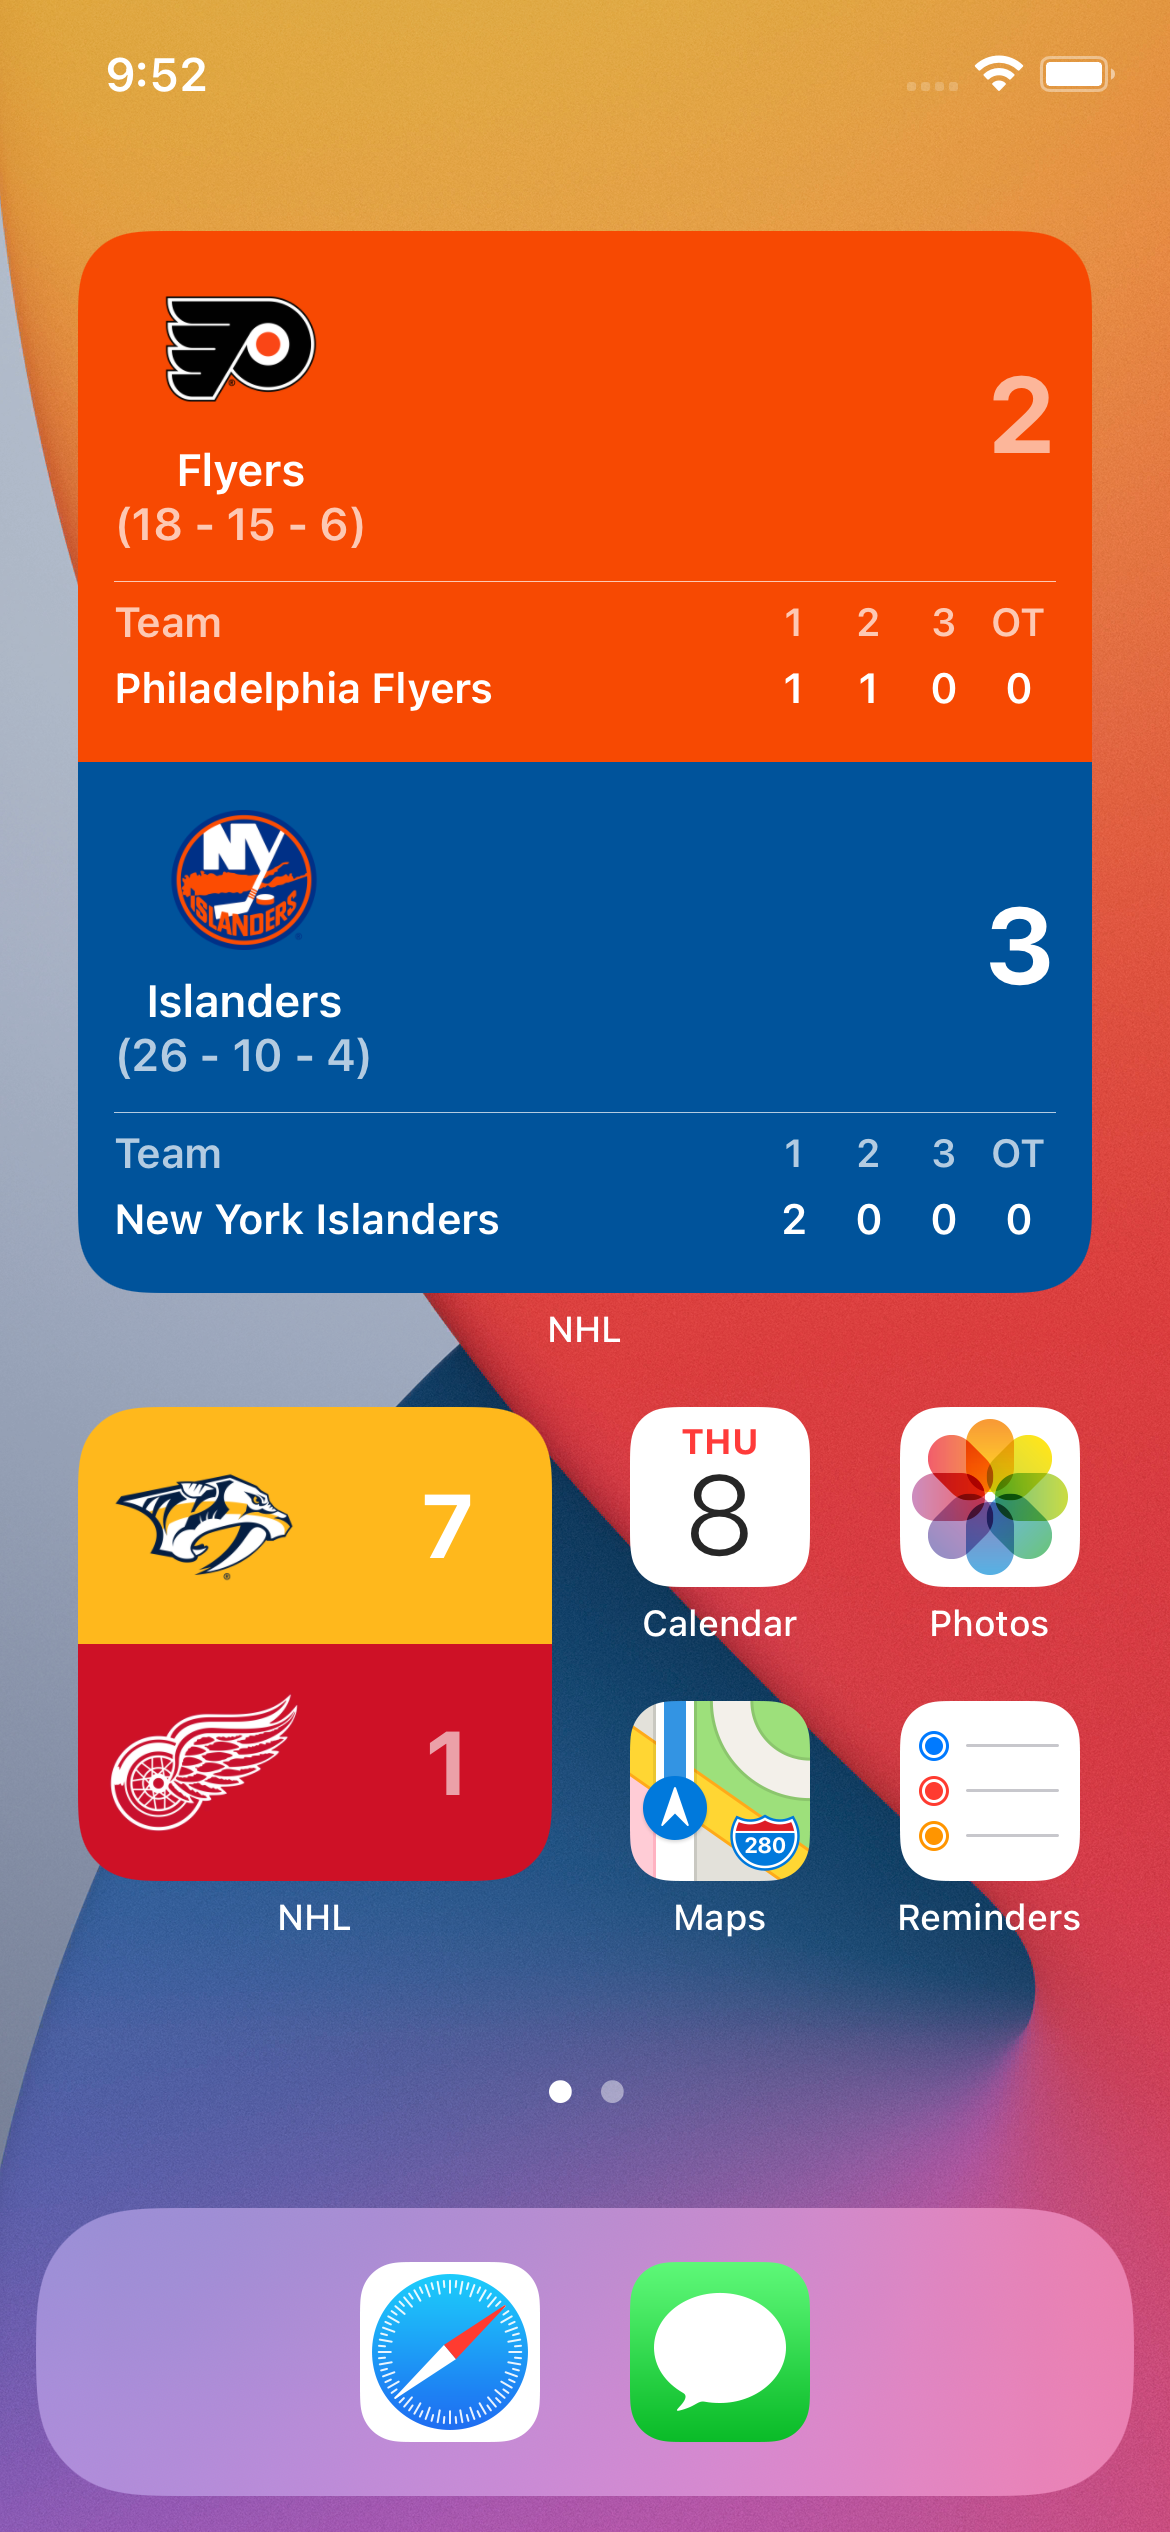 9:52
2
Flyers
(18 - 15 - 6)
Team 1 2 3 OT
Philadelphia Flyers 1 1 0 0
NY
ISLANDERS
3
Islanders
(26 - 10 - 4)
Team 1 2 3 OT
New York Islanders 2 0 0 0
NHL
7
1
NHL
THU
8
Calendar
Photos
280
Maps
Reminders